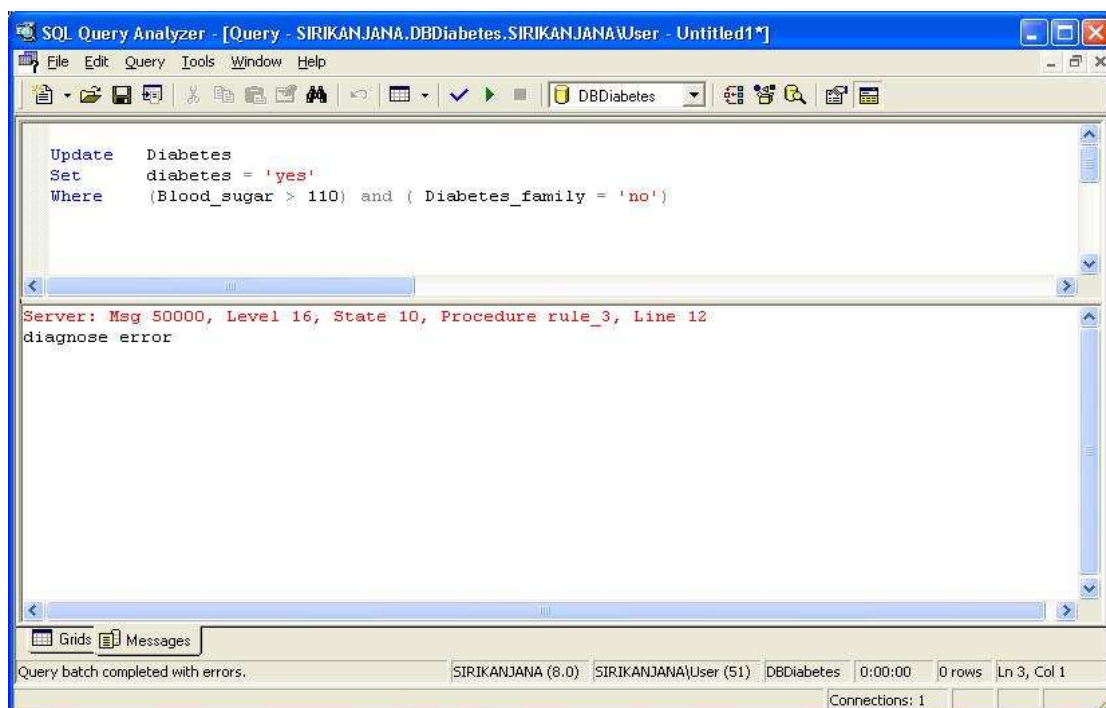 SQL Query Analyzer - [Query - SIRIKANJANA.DBDiabetes.SIRIKANJANA\User - Untitled1*]
File Edit Query Tools Window Help
DBDiabetes
Update Diabetes
Set diabetes = 'yes'
Where (Blood_sugar > 110) and ( Diabetes_family = 'no')
Server: Msg 50000, Level 16, State 10, Procedure rule_3, Line 12
diagnose error
Grids Messages
Query batch completed with errors. SIRIKANJANA (8.0) SIRIKANJANA\User (51) DBDiabetes 0:00:00 0 rows Ln 3, Col 1
Connections: 1